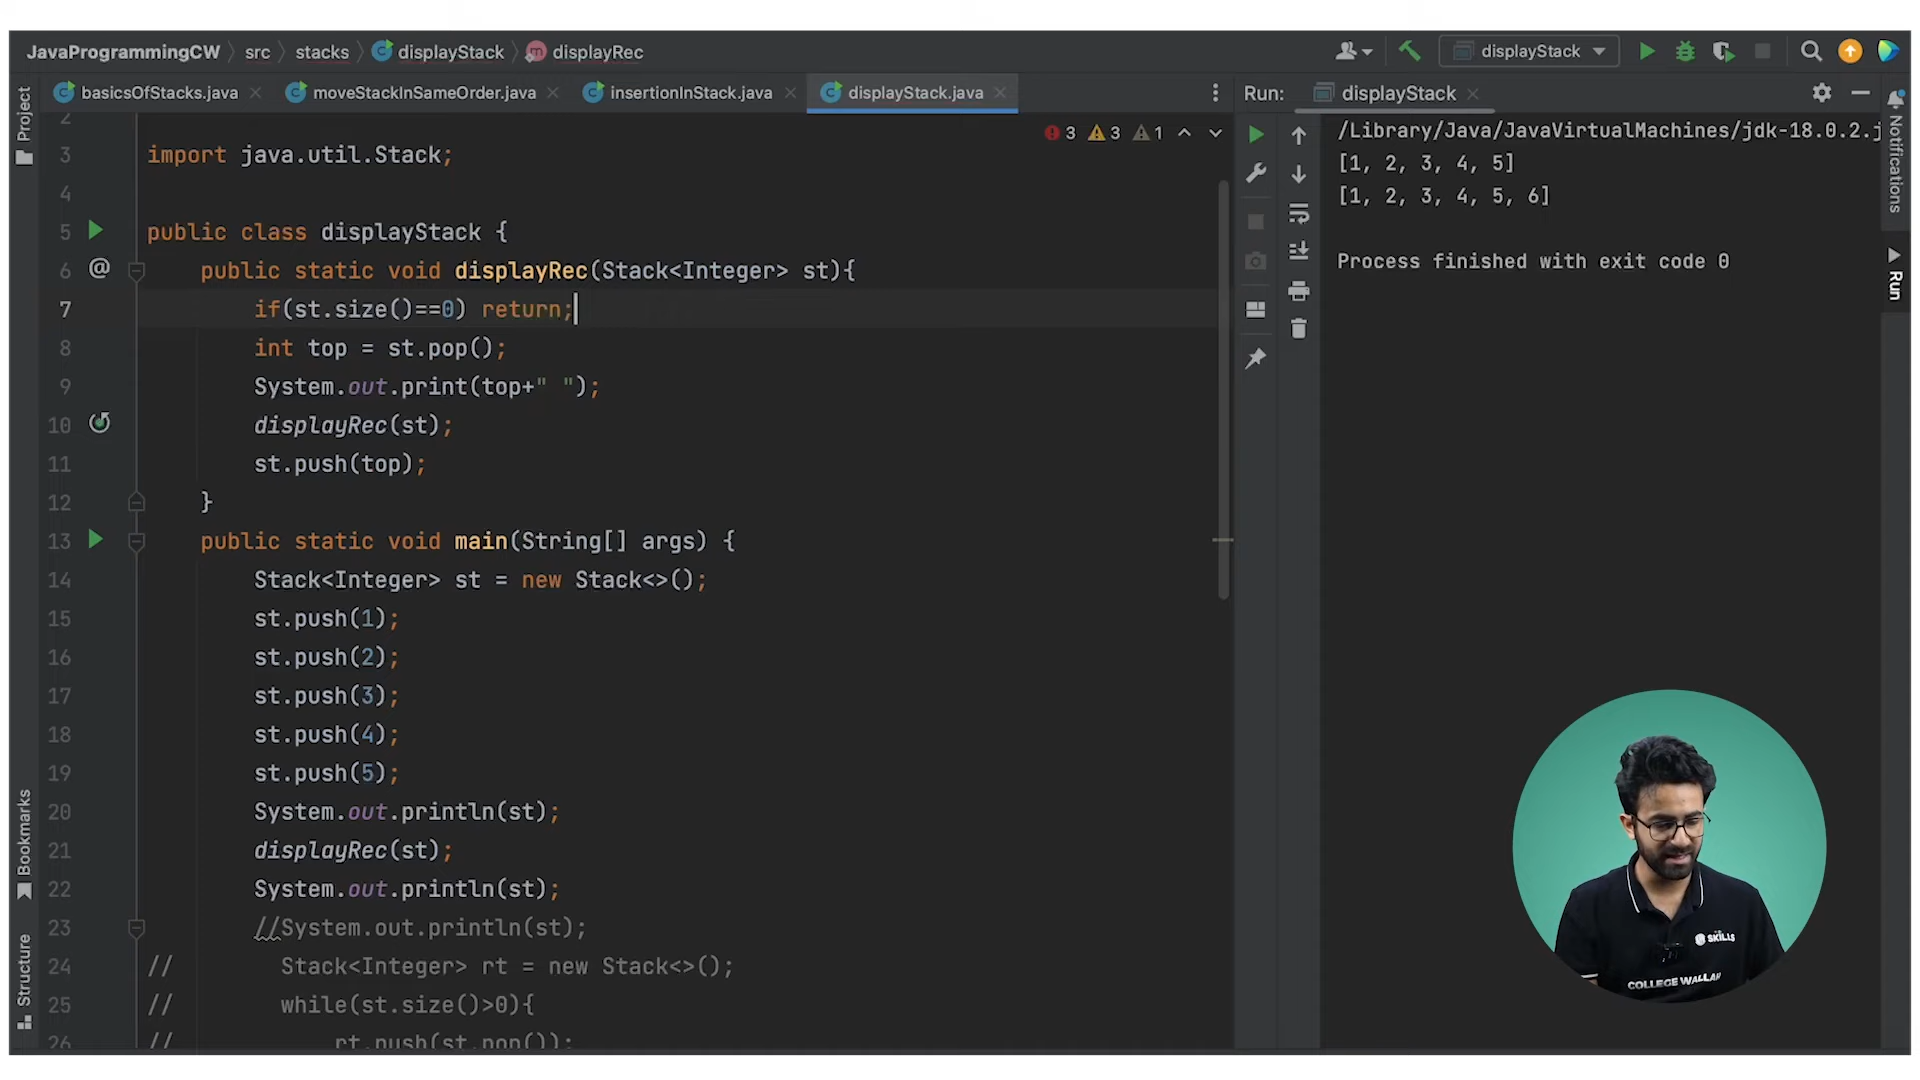 JavaProgrammingCW src stacks displayStack displayRec
displayStack
Project
basicsOfStacks.java moveStackInSameOrder.java insertionInStack.java displayStack.java
Run: displayStack
3 3 1
2
3 import java.util.Stack;
4
5 public class displayStack {
6 @ public static void displayRec(Stack<Integer> st){
7 if(st.size()==0) return;
8 int top = st.pop();
9 System.out.print(top+" ");
10 displayRec(st);
11 st.push(top);
12 }
13 public static void main(String[] args) {
14 Stack<Integer> st = new Stack<>();
15 st.push(1);
16 st.push(2);
17 st.push(3);
18 st.push(4);
19 st.push(5);
20 System.out.println(st);
21 displayRec(st);
22 System.out.println(st);
23 //System.out.println(st);
24 // Stack<Integer> rt = new Stack<>();
25 // while(st.size()>0){
26 // rt.push(st.pop());
Bookmarks
Structure
/Library/Java/JavaVirtualMachines/jdk-18.0.2.j
[1, 2, 3, 4, 5]
[1, 2, 3, 4, 5, 6]
Process finished with exit code 0
Notifications
Run
SKILLS
COLLEGE WALLAH